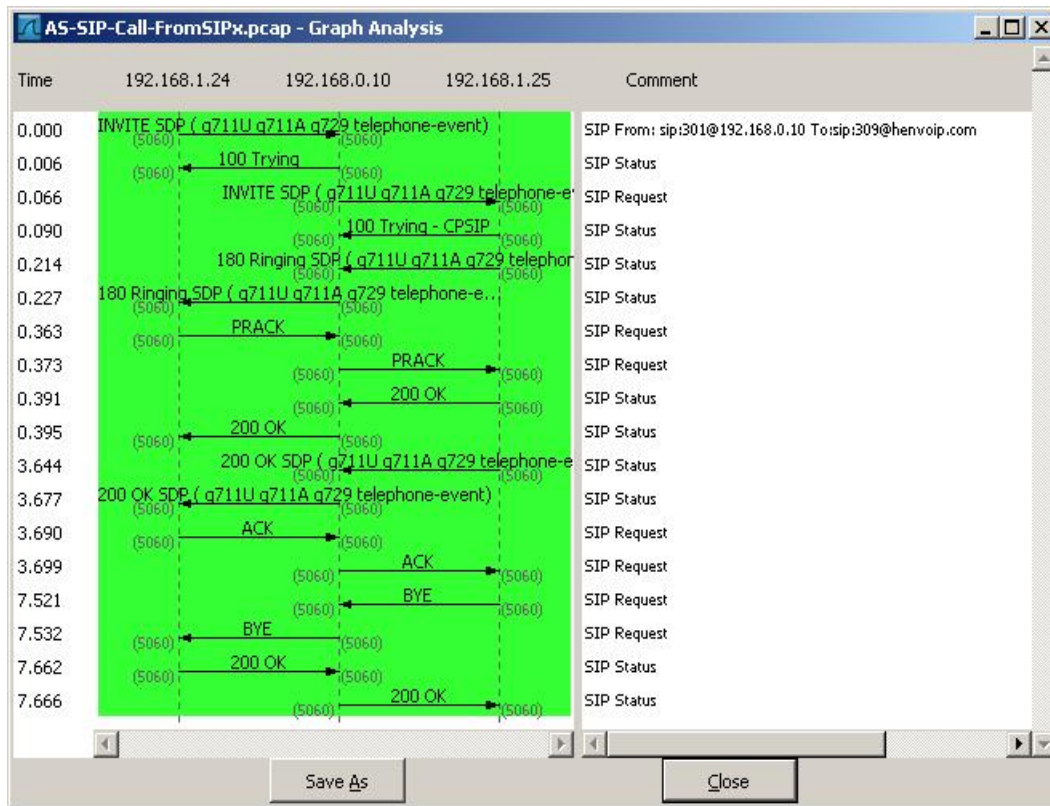 AS-SIP-Call-FromSIPx.pcap - Graph Analysis
Time 192.168.1.24 192.168.0.10 192.168.1.25 Comment
0.000 INVITE SDP ( g711U g711A g729 telephone-event) SIP From: sip:301@192.168.0.10 To:sip:309@henvoip.com
(5060) (5060)
0.006 100 Trying SIP Status
(5060) (5060)
0.066 INVITE SDP ( g711U g711A g729 telephone-e SIP Request
(5060) (5060)
0.090 100 Trying - CPSIP SIP Status
(5060) (5060)
0.214 180 Ringing SDP ( g711U g711A g729 telephor SIP Status
(5060) (5060)
0.227 180 Ringing SDP ( g711U g711A g729 telephone-e... SIP Status
(5060) (5060)
0.363 PRACK SIP Request
(5060) (5060)
0.373 PRACK SIP Request
(5060) (5060)
0.391 200 OK SIP Status
(5060) (5060)
0.395 200 OK SIP Status
(5060) (5060)
3.644 200 OK SDP ( g711U g711A g729 telephone-e SIP Status
(5060) (5060)
3.677 200 OK SDP ( g711U g711A g729 telephone-event) SIP Status
(5060) (5060)
3.690 ACK SIP Request
(5060) (5060)
3.699 ACK SIP Request
(5060) (5060)
7.521 BYE SIP Request
(5060) (5060)
7.532 BYE SIP Request
(5060) (5060)
7.662 200 OK SIP Status
(5060) (5060)
7.666 200 OK SIP Status
(5060) (5060)
Save As Close